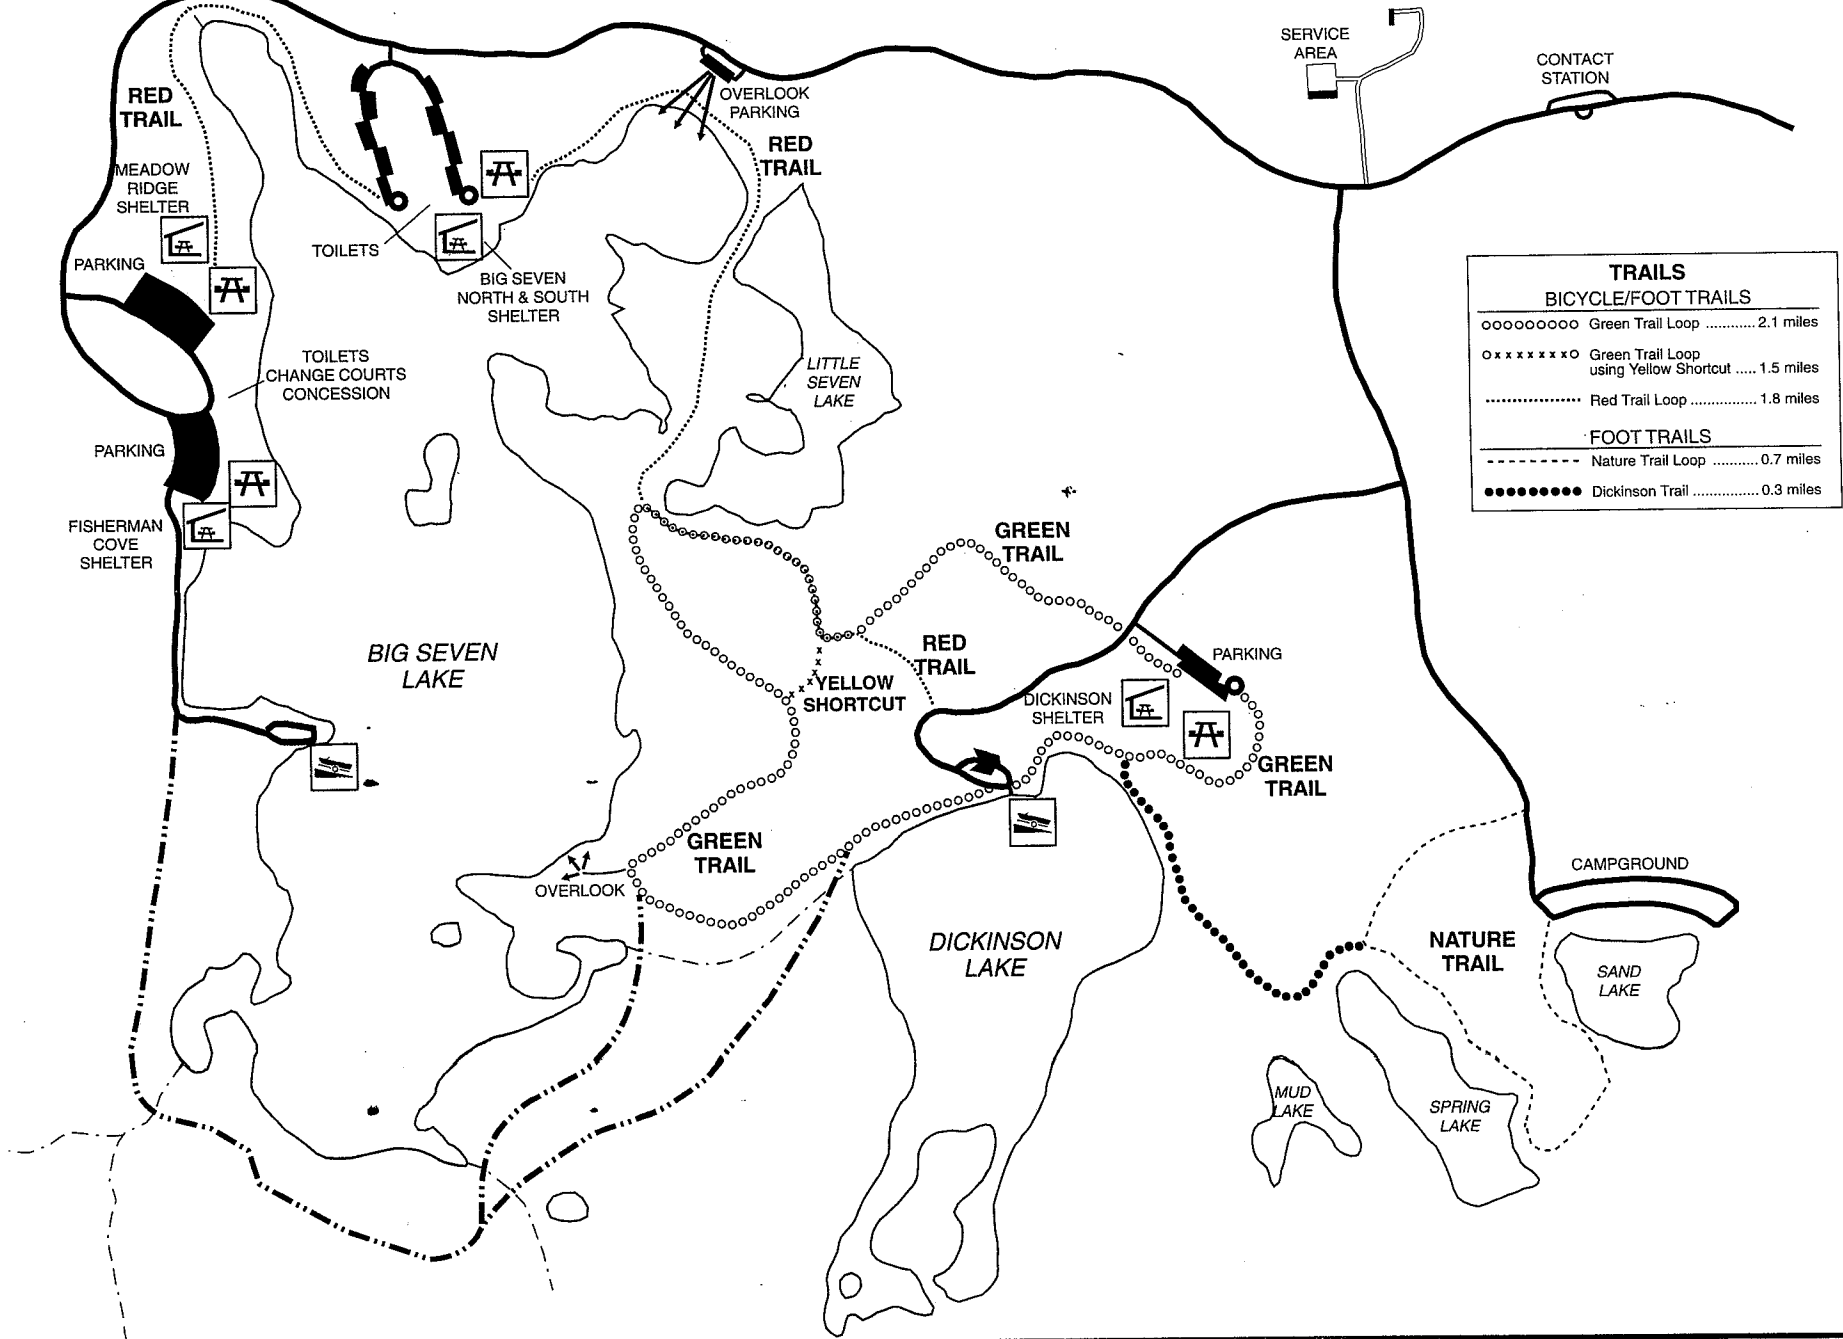 SERVICE
AREA
CONTACT
STATION
OVERLOOK
PARKING
RED
TRAIL
RED
TRAIL
MEADOW
RIDGE
SHELTER
TOILETS
PARKING
BIG SEVEN
NORTH & SOUTH
SHELTER
TRAILS
BICYCLE/FOOT TRAILS
Green Trail Loop ............ 2.1 miles
Green Trail Loop
using Yellow Shortcut ..... 1.5 miles
Red Trail Loop ................ 1.8 miles
FOOT TRAILS
Nature Trail Loop ........... 0.7 miles
Dickinson Trail ................ 0.3 miles
TOILETS
CHANGE COURTS
CONCESSION
LITTLE
SEVEN
LAKE
PARKING
FISHERMAN
COVE
SHELTER
GREEN
TRAIL
BIG SEVEN
LAKE
RED
TRAIL
PARKING
YELLOW
SHORTCUT
DICKINSON
SHELTER
GREEN
TRAIL
GREEN
TRAIL
OVERLOOK
CAMPGROUND
DICKINSON
LAKE
NATURE
TRAIL
SAND
LAKE
MUD
LAKE
SPRING
LAKE